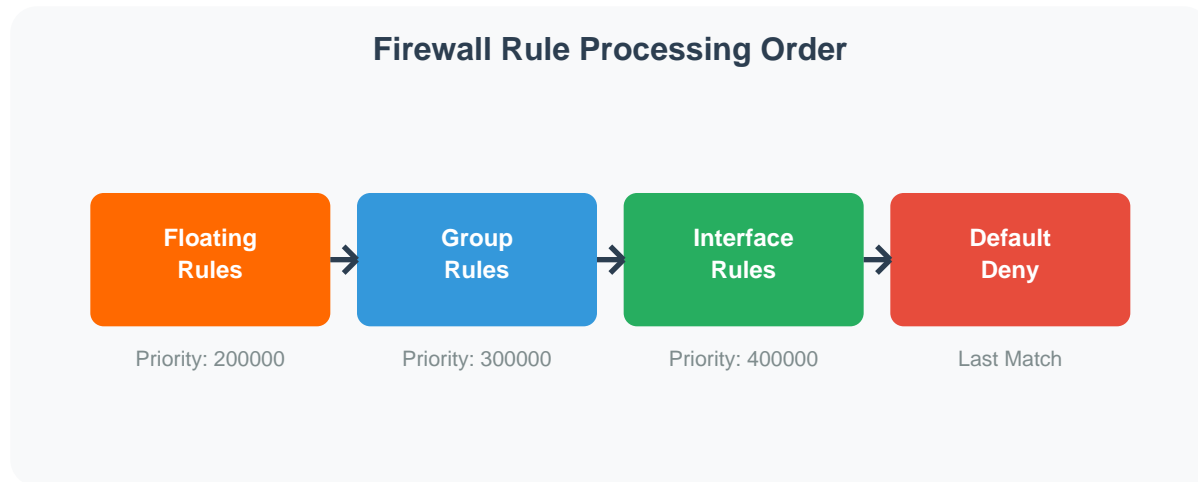 Firewall Rule Processing Order
Floating
Rules
Group
Rules
Interface
Rules
Default
Deny
Priority: 200000
Priority: 300000
Priority: 400000
Last Match